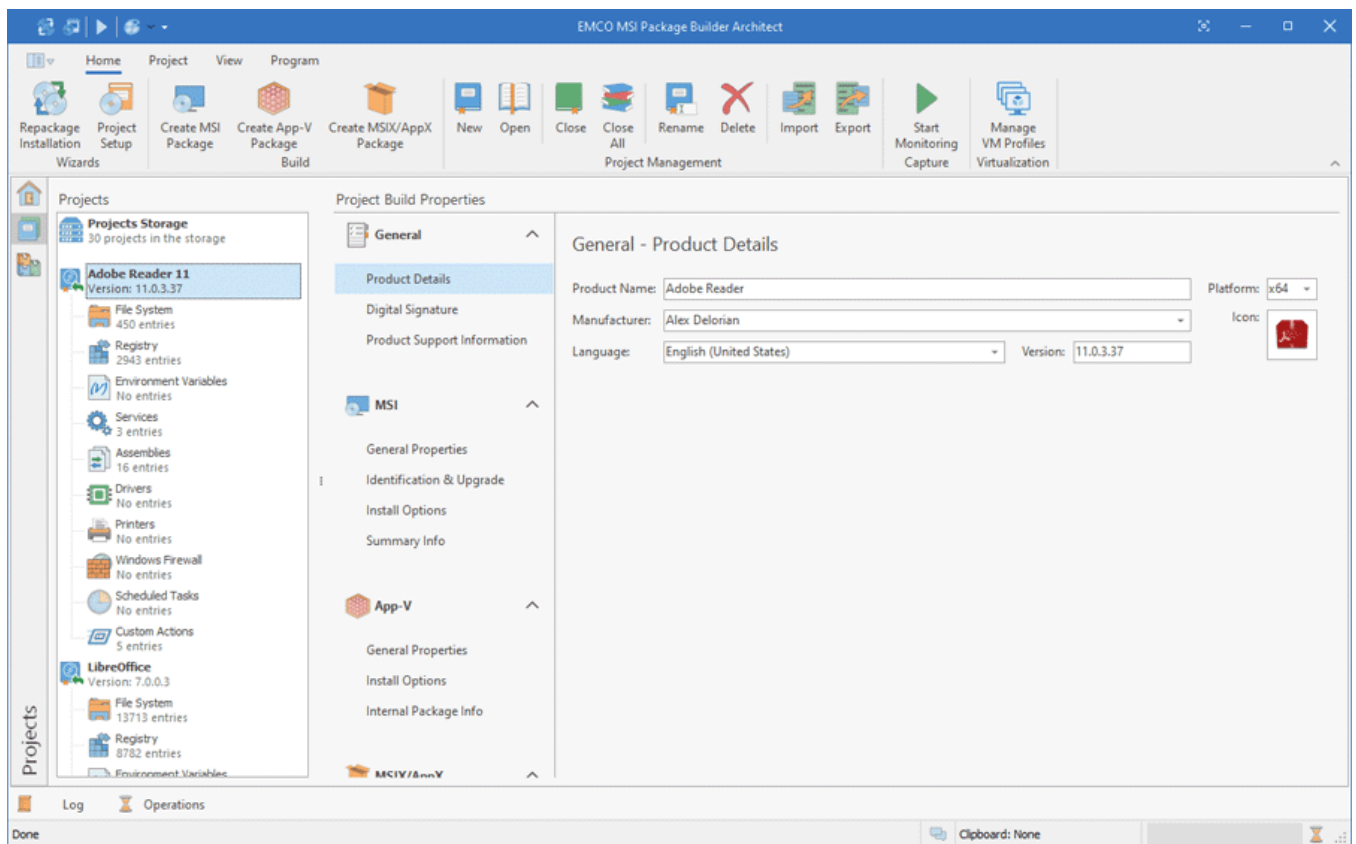 EMCO MSI Package Builder Architect
Home Project View Program
Repackage Installation
Project Setup
Create MSI Package
Create App-V Package
Create MSIX/AppX Package
New
Open
Close
Close All
Rename
Delete
Import
Export
Start Monitoring
Manage VM Profiles
Wizards
Build
Project Management
Capture
Virtualization
Projects
Projects
Projects Storage
30 projects in the storage
Adobe Reader 11
Version: 11.0.3.37
File System
450 entries
Registry
2943 entries
Environment Variables
No entries
Services
3 entries
Assemblies
16 entries
Drivers
No entries
Printers
No entries
Windows Firewall
No entries
Scheduled Tasks
No entries
Custom Actions
5 entries
LibreOffice
Version: 7.0.0.3
File System
13713 entries
Registry
8782 entries
Environment Variables
Project Build Properties
General
Product Details
Digital Signature
Product Support Information
MSI
General Properties
Identification & Upgrade
Install Options
Summary Info
App-V
General Properties
Install Options
Internal Package Info
MSIX/AppX
General - Product Details
Product Name: Adobe Reader
Platform: x64
Manufacturer: Alex Delorian
Icon:
Language: English (United States)
Version: 11.0.3.37
Log
Operations
Done
Clipboard: None